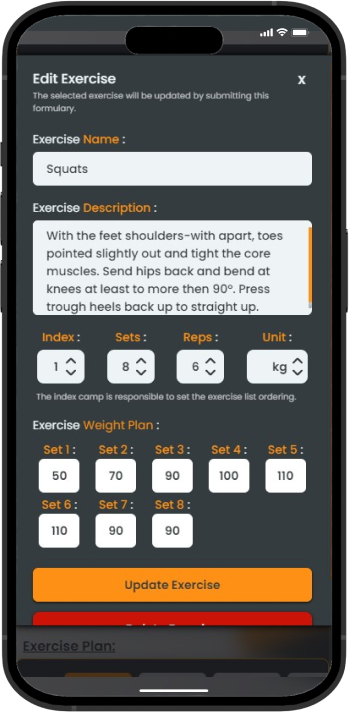 Edit Exercise x
The selected exercise will be updated by submitting this
formulary.
Exercise Name :
Squats
Exercise Description :
With the feet shoulders-with apart, toes
pointed slightly out and tight the core
muscles. Send hips back and bend at
knees at least to more then 90º. Press
trough heels back up to straight up.
Index : Sets : Reps : Unit :
1 8 6 kg
The index camp is responsible to set the exercise list ordering.
Exercise Weight Plan :
Set 1 : Set 2 : Set 3 : Set 4 : Set 5 :
50 70 90 100 110
Set 6 : Set 7 : Set 8 :
110 90 90
Update Exercise
Exercise Plan: